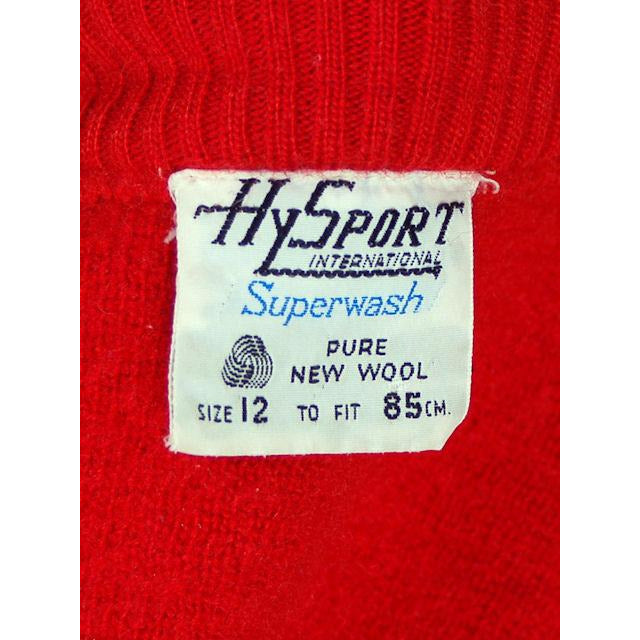 HySport
INTERNATIONAL
Superwash
PURE
NEW WOOL
SIZE 12 TO FIT 85CM.